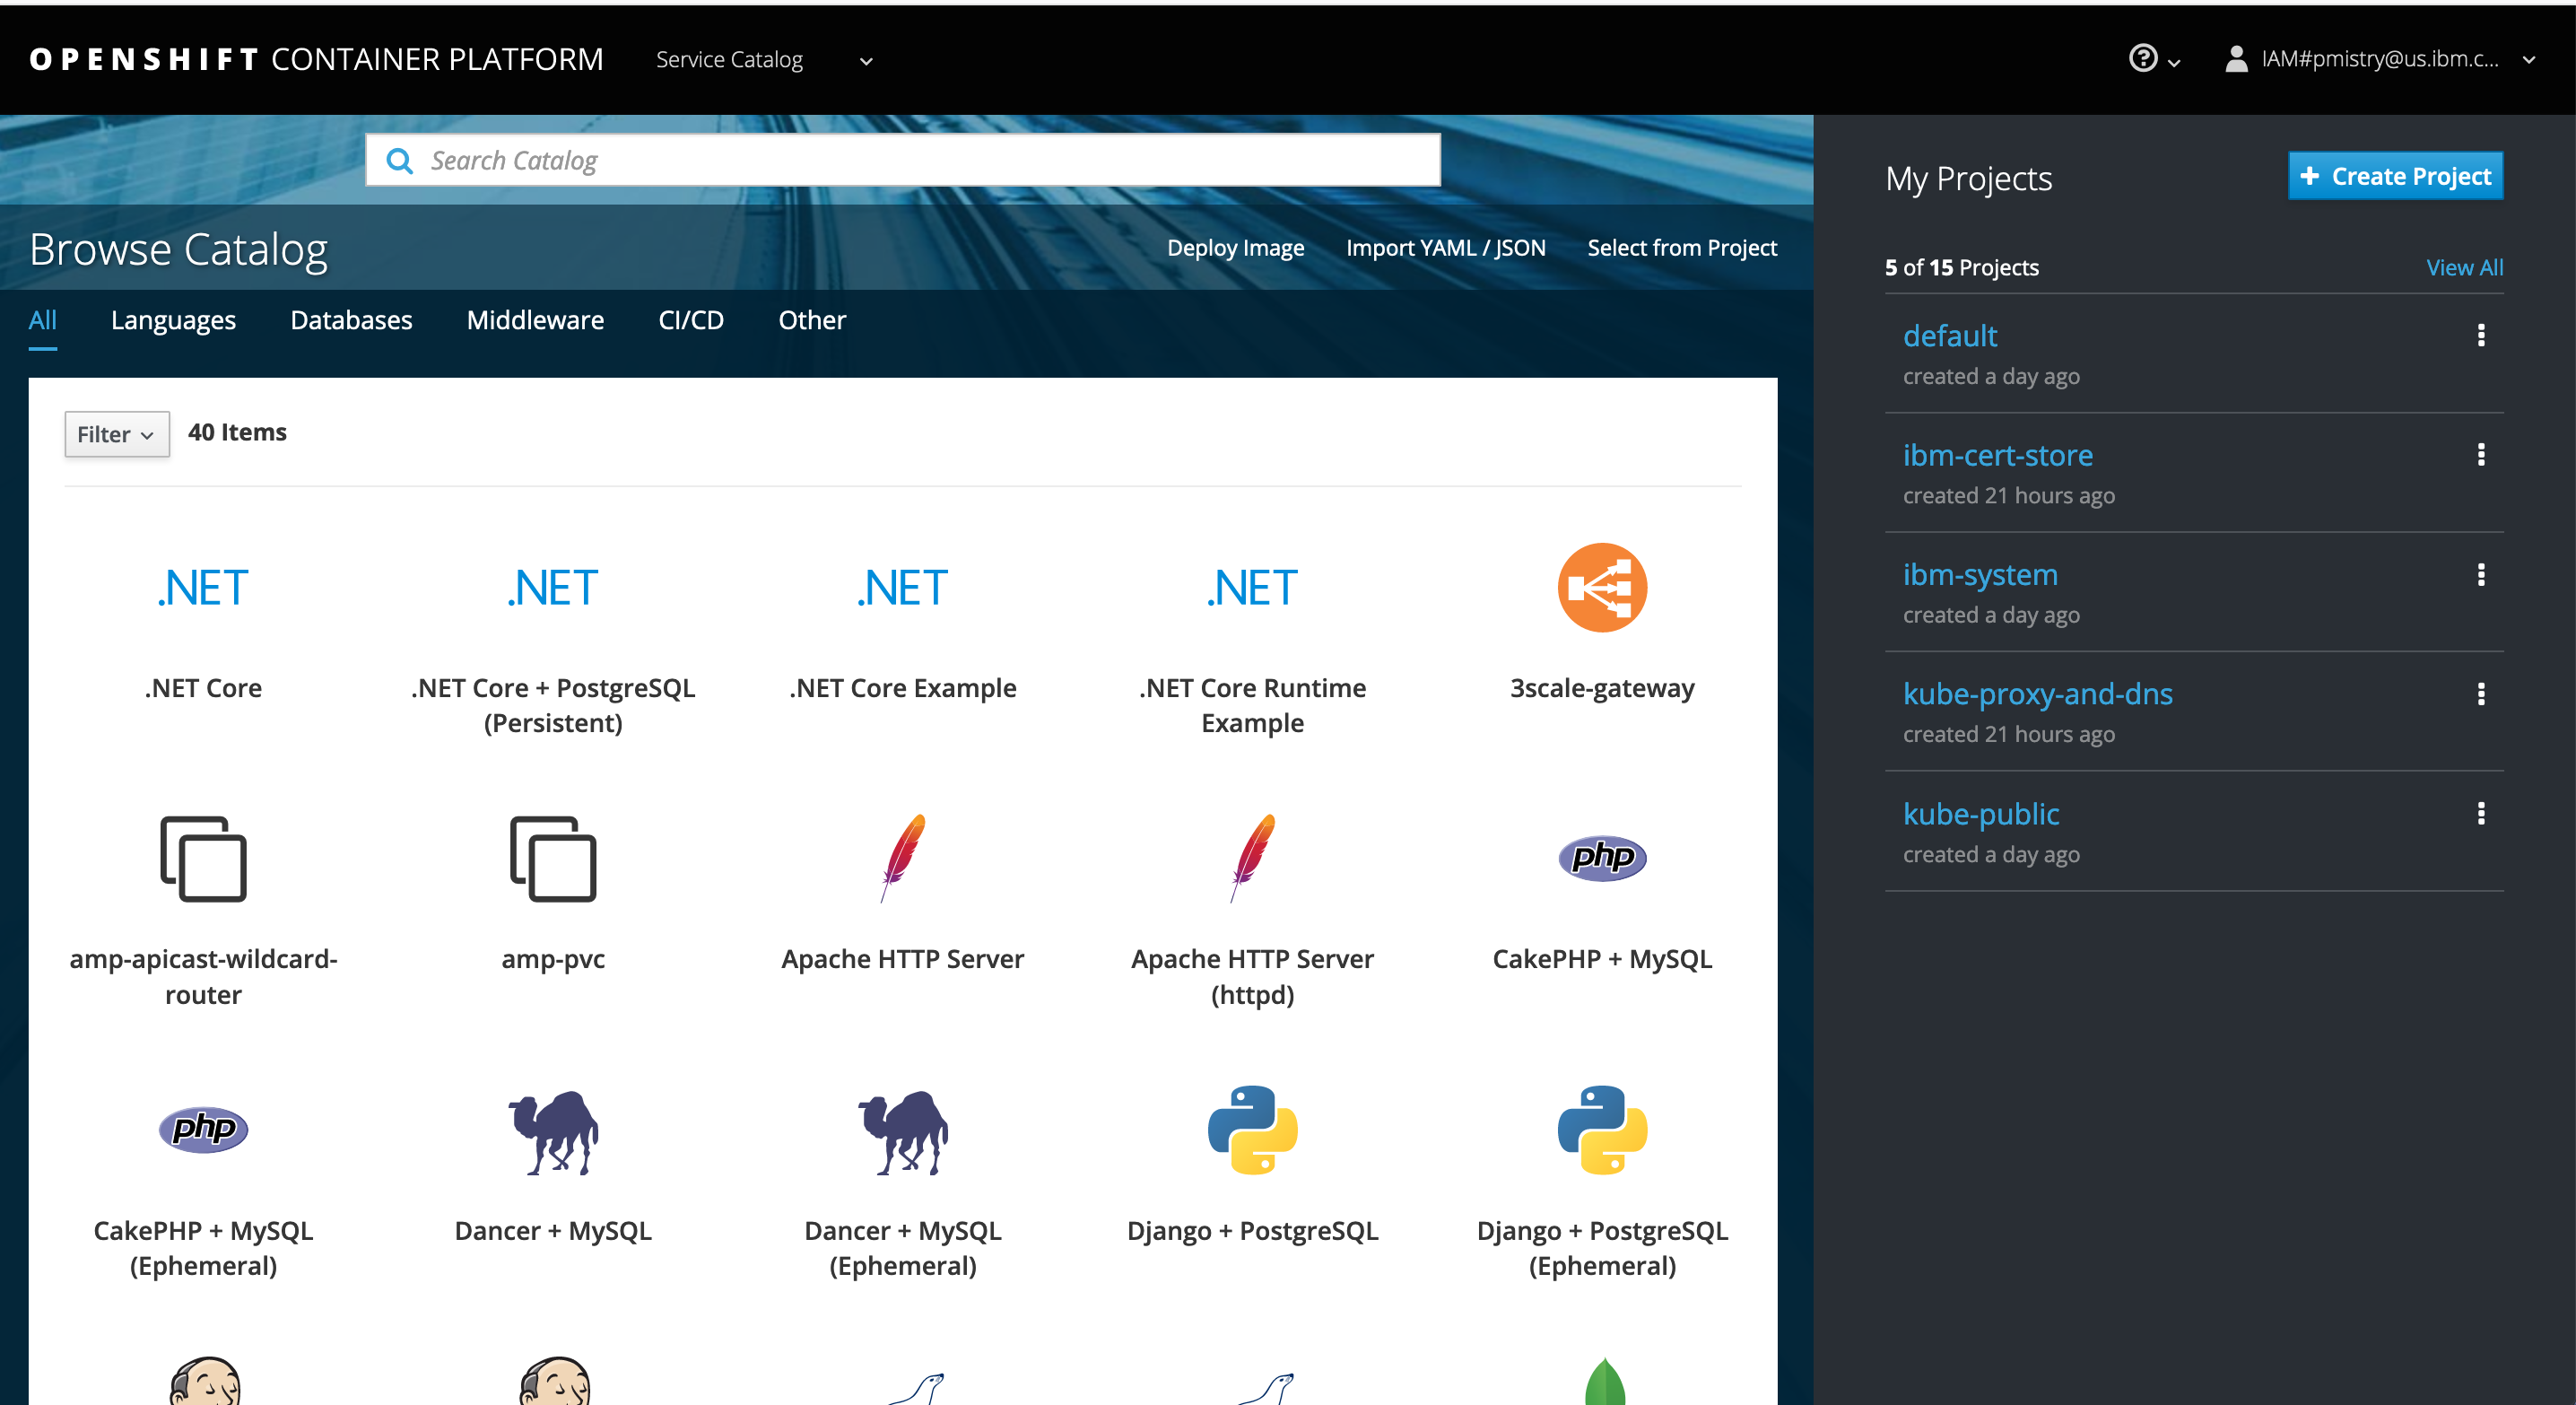 OPENSHIFT CONTAINER PLATFORM
Service Catalog
IAM#pmistry@us.ibm.c...
Search Catalog
Browse Catalog
Deploy Image
Import YAML / JSON
Select from Project
All
Languages
Databases
Middleware
CI/CD
Other
Filter
40 Items
.NET
.NET
.NET
.NET
.NET Core
.NET Core + PostgreSQL
(Persistent)
.NET Core Example
.NET Core Runtime
Example
3scale-gateway
php
amp-apicast-wildcard-
router
amp-pvc
Apache HTTP Server
Apache HTTP Server
(httpd)
CakePHP + MySQL
php
CakePHP + MySQL
(Ephemeral)
Dancer + MySQL
Dancer + MySQL
(Ephemeral)
Django + PostgreSQL
Django + PostgreSQL
(Ephemeral)
My Projects
+ Create Project
5 of 15 Projects
View All
default
created a day ago
ibm-cert-store
created 21 hours ago
ibm-system
created a day ago
kube-proxy-and-dns
created 21 hours ago
kube-public
created a day ago